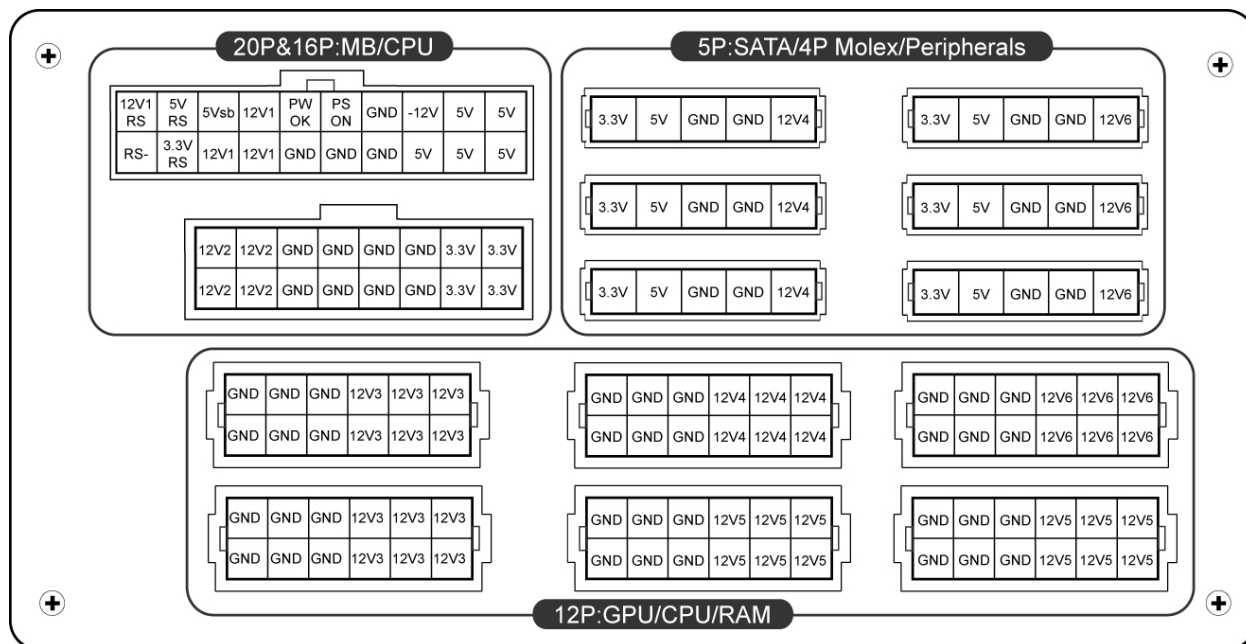 20P&16P:MB/CPU
12V1 RS 5V RS 5Vsb 12V1 PW OK PS ON GND -12V 5V 5V
RS- 3.3V RS 12V1 12V1 GND GND GND 5V 5V 5V
12V2 12V2 GND GND GND GND 3.3V 3.3V
12V2 12V2 GND GND GND GND 3.3V 3.3V
5P:SATA/4P Molex/Peripherals
3.3V 5V GND GND 12V4
3.3V 5V GND GND 12V6
3.3V 5V GND GND 12V4
3.3V 5V GND GND 12V6
3.3V 5V GND GND 12V4
3.3V 5V GND GND 12V6
GND GND GND 12V3 12V3 12V3
GND GND GND 12V3 12V3 12V3
GND GND GND 12V4 12V4 12V4
GND GND GND 12V4 12V4 12V4
GND GND GND 12V6 12V6 12V6
GND GND GND 12V6 12V6 12V6
GND GND GND 12V3 12V3 12V3
GND GND GND 12V3 12V3 12V3
GND GND GND 12V5 12V5 12V5
GND GND GND 12V5 12V5 12V5
GND GND GND 12V5 12V5 12V5
GND GND GND 12V5 12V5 12V5
12P:GPU/CPU/RAM